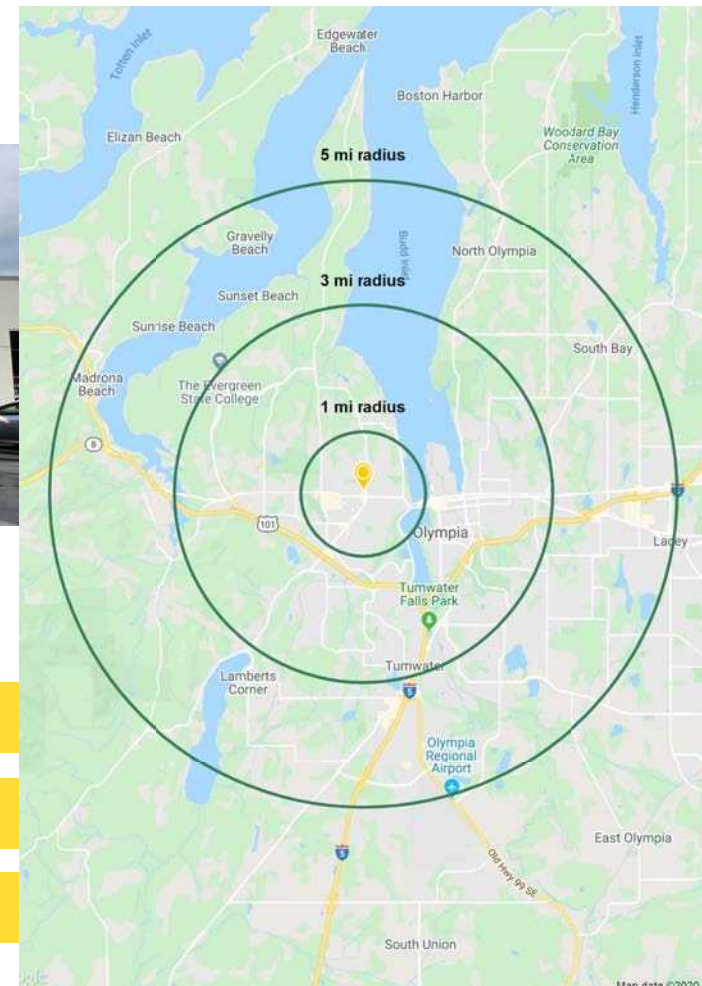 Edgewater
Beach
Totten Inlet
Henderson Inlet
Boston Harbor
Elizan Beach
Woodard Bay
Conservation
Area
5 mi radius
Gravelly
Beach
Budd Inlet
North Olympia
3 mi radius
Sunset Beach
Sunrise Beach
South Bay
Madrona
Beach
The Evergreen
State College
1 mi radius
8
5
101
Olympia
Lacey
Tumwater
Falls Park
Tumwater
Lamberts
Corner
5
Olympia
Regional
Airport
East Olympia
5
Old Hwy 99 SE
South Union
Map data ©2020